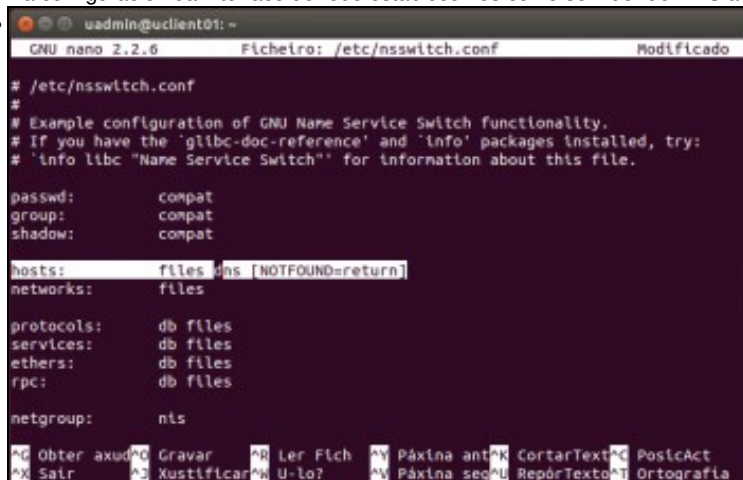 uadmin@uclient01: ~
GNU nano 2.2.6 Ficheiro: /etc/nsswitch.conf Modificado
# /etc/nsswitch.conf
#
# Example configuration of GNU Name Service Switch functionality.
# If you have the `glibc-doc-reference' and `info' packages installed, try:
# `info libc "Name Service Switch"' for information about this file.
passwd: compat
group: compat
shadow: compat
hosts: files dns [NOTFOUND=return]
networks: files
protocols: db files
services: db files
ethers: db files
rpc: db files
netgroup: nis
^G Obter axud^O Gravar ^R Ler Fich ^Y Páxina ant^K CortarText^C PosicAct
^X Sair ^J Xustificar^W U-lo? ^V Páxina seg^U RepórTexto^T Ortografía